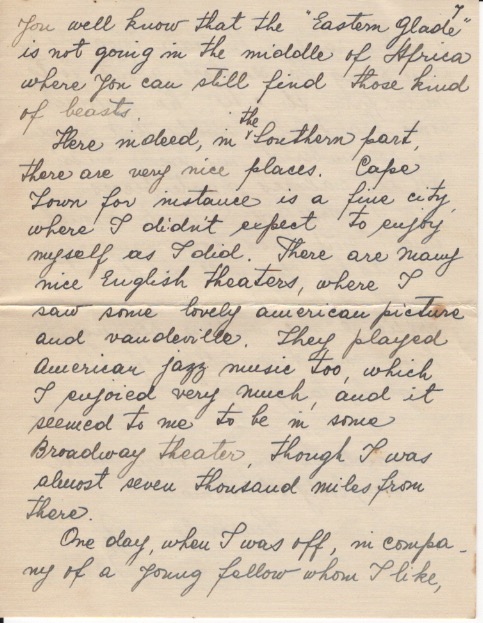 7
You well know that the "Eastern Glade"
is not going in the middle of Africa
where you can still find those kind
of beasts.
Here indeed, in the Southern part,
there are very nice places. Cape
Town for instance is a fine city,
where I didn't expect to enjoy
myself as I did. There are many
nice English theaters, where I
saw some lovely american picture
and vaudeville. They played
American jazz music too, which
I enjoied very much, and it
seemed to me to be in some
Broadway theater, though I was
almost seven thousand miles from
there.
One day, when I was off, in compa-
ny of a young fellow whom I like,